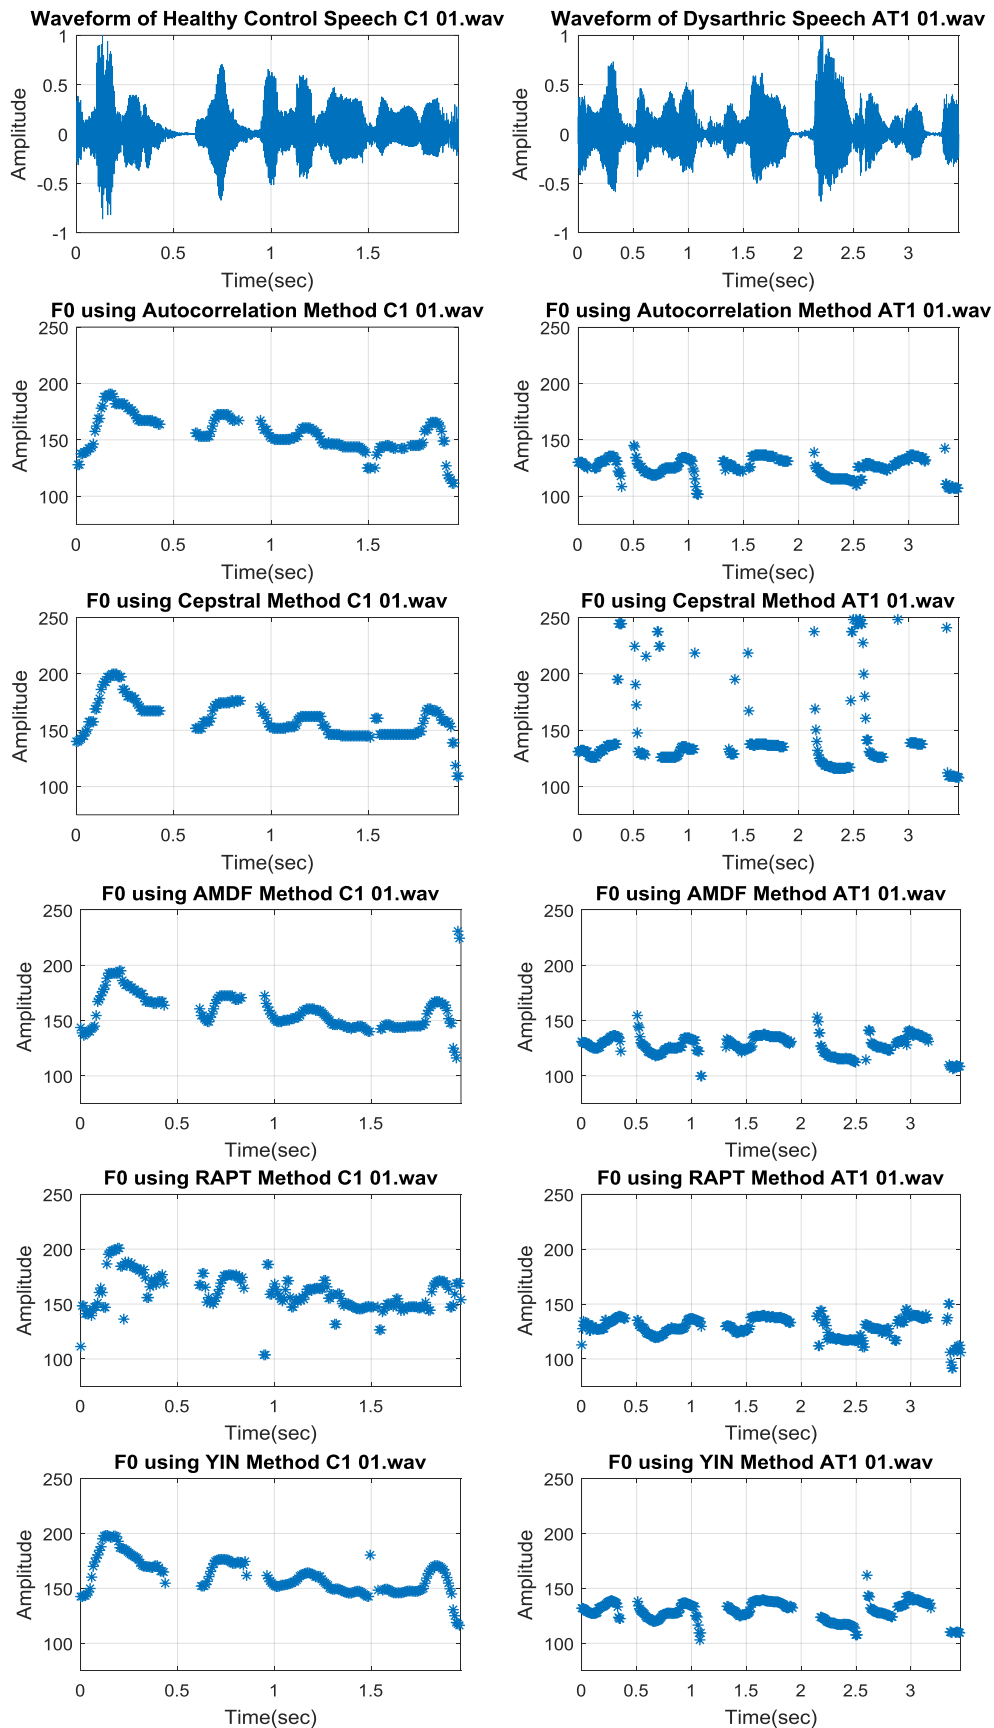 Waveform of Healthy Control Speech C1 01.wav
1
0.5
0
-0.5
-1
Amplitude
0 0.5 1 1.5
Time(sec)
Waveform of Dysarthric Speech AT1 01.wav
1
0.5
0
-0.5
-1
Amplitude
0 0.5 1 1.5 2 2.5 3
Time(sec)
F0 using Autocorrelation Method C1 01.wav
250
200
150
100
Amplitude
0 0.5 1 1.5
Time(sec)
F0 using Autocorrelation Method AT1 01.wav
250
200
150
100
Amplitude
0 0.5 1 1.5 2 2.5 3
Time(sec)
F0 using Cepstral Method C1 01.wav
250
200
150
100
Amplitude
0 0.5 1 1.5
Time(sec)
F0 using Cepstral Method AT1 01.wav
250
200
150
100
Amplitude
0 0.5 1 1.5 2 2.5 3
Time(sec)
F0 using AMDF Method C1 01.wav
250
200
150
100
Amplitude
0 0.5 1 1.5
Time(sec)
F0 using AMDF Method AT1 01.wav
250
200
150
100
Amplitude
0 0.5 1 1.5 2 2.5 3
Time(sec)
F0 using RAPT Method C1 01.wav
250
200
150
100
Amplitude
0 0.5 1 1.5
Time(sec)
F0 using RAPT Method AT1 01.wav
250
200
150
100
Amplitude
0 0.5 1 1.5 2 2.5 3
Time(sec)
F0 using YIN Method C1 01.wav
250
200
150
100
Amplitude
0 0.5 1 1.5
Time(sec)
F0 using YIN Method AT1 01.wav
250
200
150
100
Amplitude
0 0.5 1 1.5 2 2.5 3
Time(sec)